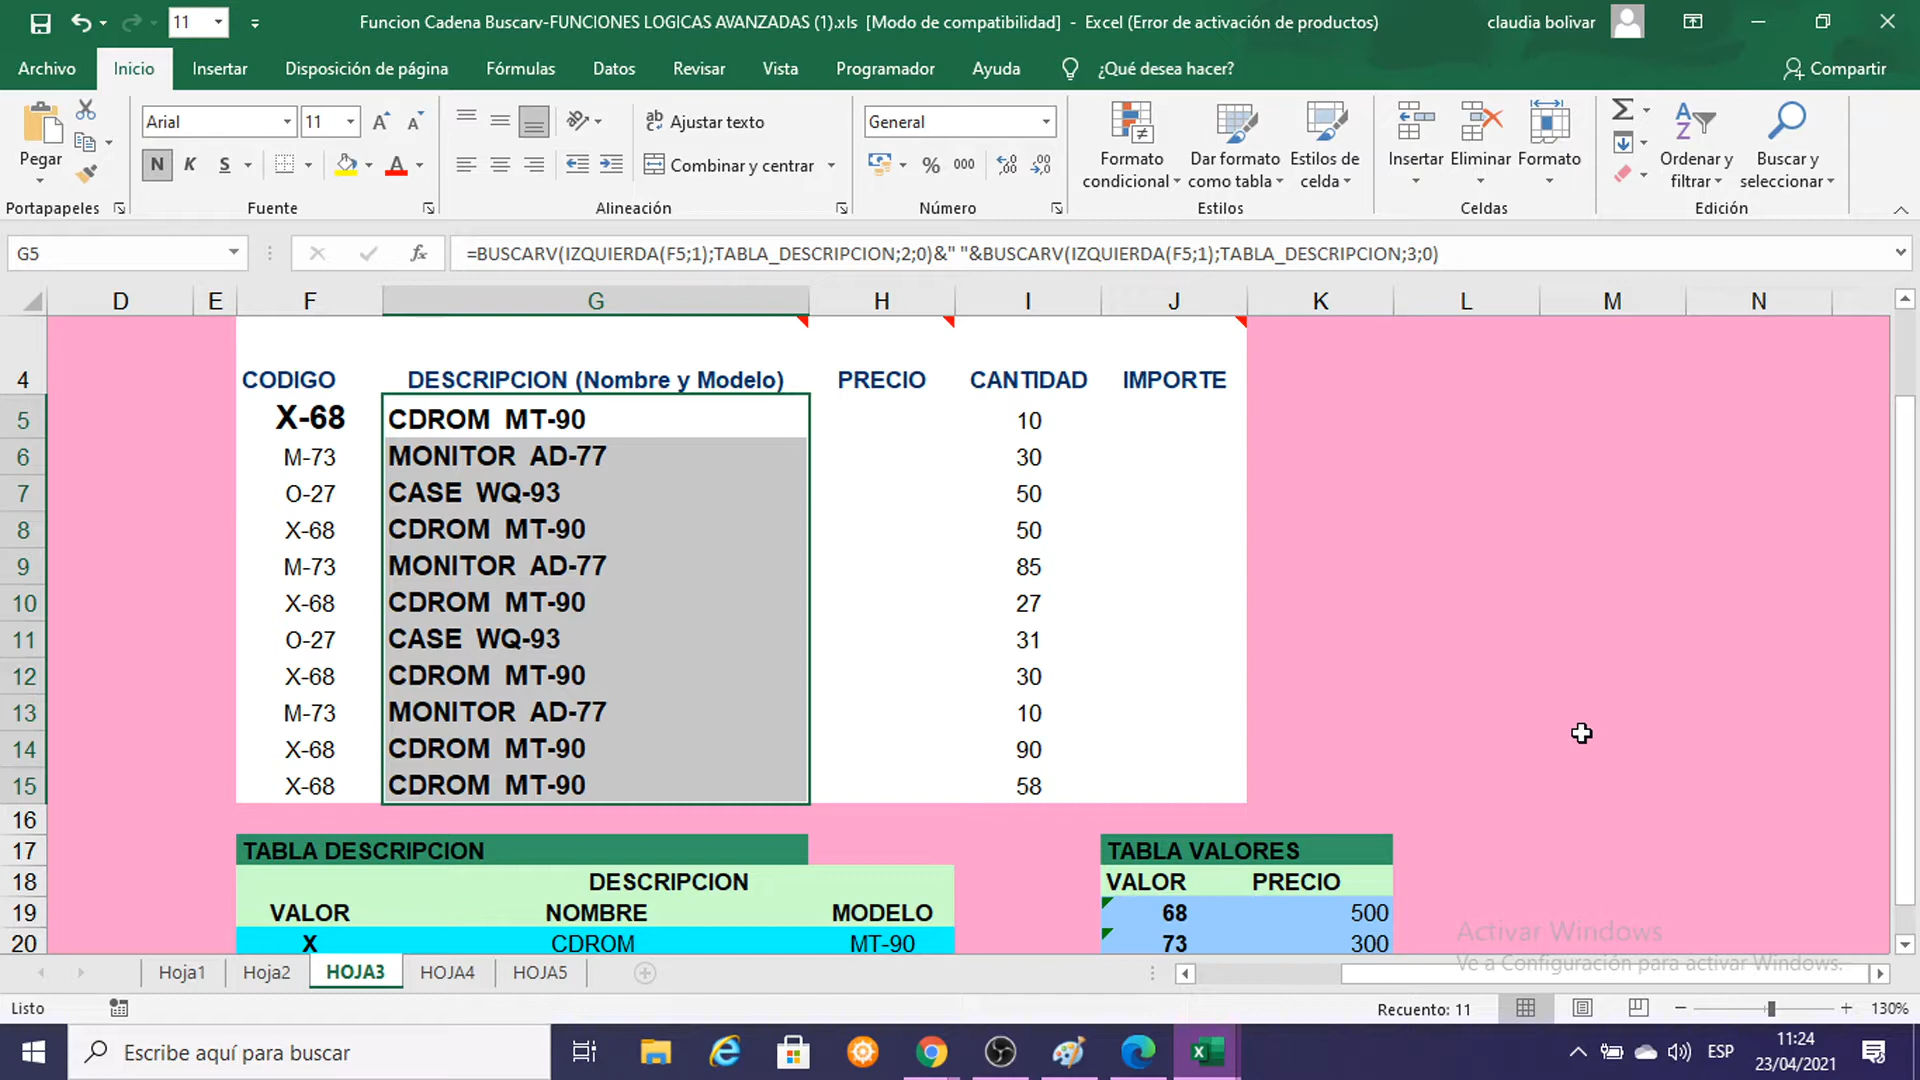 11 Funcion Cadena Buscarv-FUNCIONES LOGICAS AVANZADAS (1).xls [Modo de compatibilidad] - Excel (Error de activación de productos) claudia bolivar
Archivo Inicio Insertar Disposición de página Fórmulas Datos Revisar Vista Programador Ayuda ¿Qué desea hacer? Compartir
Pegar
Portapapeles
Arial 11
N K S
Fuente
Ajustar texto
Combinar y centrar
Alineación
General
% 000
Número
Formato condicional
Dar formato como tabla
Estilos de celda
Estilos
Insertar Eliminar Formato
Celdas
Ordenar y filtrar
Buscar y seleccionar
Edición
G5 fx =BUSCARV(IZQUIERDA(F5;1);TABLA_DESCRIPCION;2;0)&" "&BUSCARV(IZQUIERDA(F5;1);TABLA_DESCRIPCION;3;0)
D E F G H I J K L M N
4 CODIGO DESCRIPCION (Nombre y Modelo) PRECIO CANTIDAD IMPORTE
5 X-68 CDROM MT-90 10
6 M-73 MONITOR AD-77 30
7 O-27 CASE WQ-93 50
8 X-68 CDROM MT-90 50
9 M-73 MONITOR AD-77 85
10 X-68 CDROM MT-90 27
11 O-27 CASE WQ-93 31
12 X-68 CDROM MT-90 30
13 M-73 MONITOR AD-77 10
14 X-68 CDROM MT-90 90
15 X-68 CDROM MT-90 58
16
17 TABLA DESCRIPCION TABLA VALORES
18 DESCRIPCION VALOR PRECIO
19 VALOR NOMBRE MODELO 68 500
20 X CDROM MT-90 73 300
Activar Windows
Ve a Configuración para activar Windows.
Hoja1 Hoja2 HOJA3 HOJA4 HOJA5
Listo Recuento: 11 130%
Escribe aquí para buscar ESP 11:24
23/04/2021